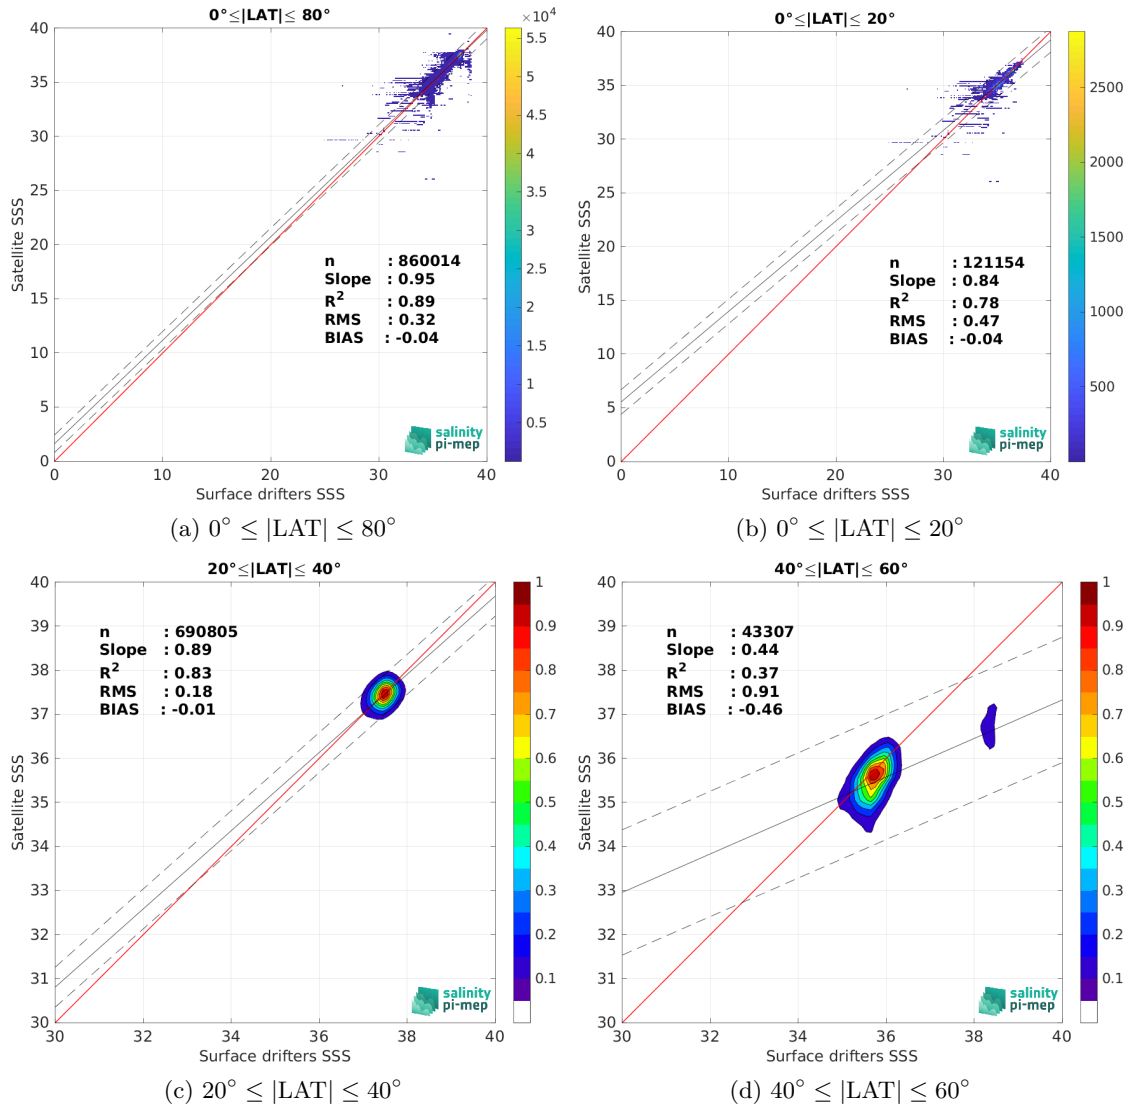 0°≤|LAT|≤ 80°
×10⁴
40
35
30
25
20
15
10
5
0
Satellite SSS
n : 860014
Slope : 0.95
R² : 0.89
RMS : 0.32
BIAS : -0.04
salinity
pi-mep
0 10 20 30 40
Surface drifters SSS
5.5
5
4.5
4
3.5
3
2.5
2
1.5
1
0.5
(a) 0° ≤ |LAT| ≤ 80°
0°≤|LAT|≤ 20°
40
35
30
25
20
15
10
5
0
Satellite SSS
n : 121154
Slope : 0.84
R² : 0.78
RMS : 0.47
BIAS : -0.04
salinity
pi-mep
0 10 20 30 40
Surface drifters SSS
2500
2000
1500
1000
500
(b) 0° ≤ |LAT| ≤ 20°
20°≤|LAT|≤ 40°
40
39
38
37
36
35
34
33
32
31
30
Satellite SSS
n : 690805
Slope : 0.89
R² : 0.83
RMS : 0.18
BIAS : -0.01
salinity
pi-mep
30 32 34 36 38 40
Surface drifters SSS
1
0.9
0.8
0.7
0.6
0.5
0.4
0.3
0.2
0.1
(c) 20° ≤ |LAT| ≤ 40°
40°≤|LAT|≤ 60°
40
39
38
37
36
35
34
33
32
31
30
Satellite SSS
n : 43307
Slope : 0.44
R² : 0.37
RMS : 0.91
BIAS : -0.46
salinity
pi-mep
30 32 34 36 38 40
Surface drifters SSS
1
0.9
0.8
0.7
0.6
0.5
0.4
0.3
0.2
0.1
(d) 40° ≤ |LAT| ≤ 60°